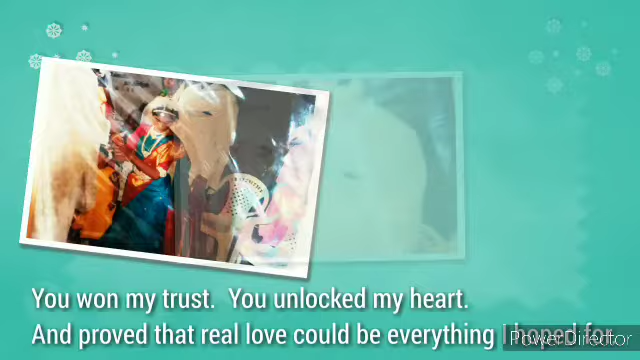 You won my trust. You unlocked my heart.
And proved that real love could be everything I hoped for
PowerDirector